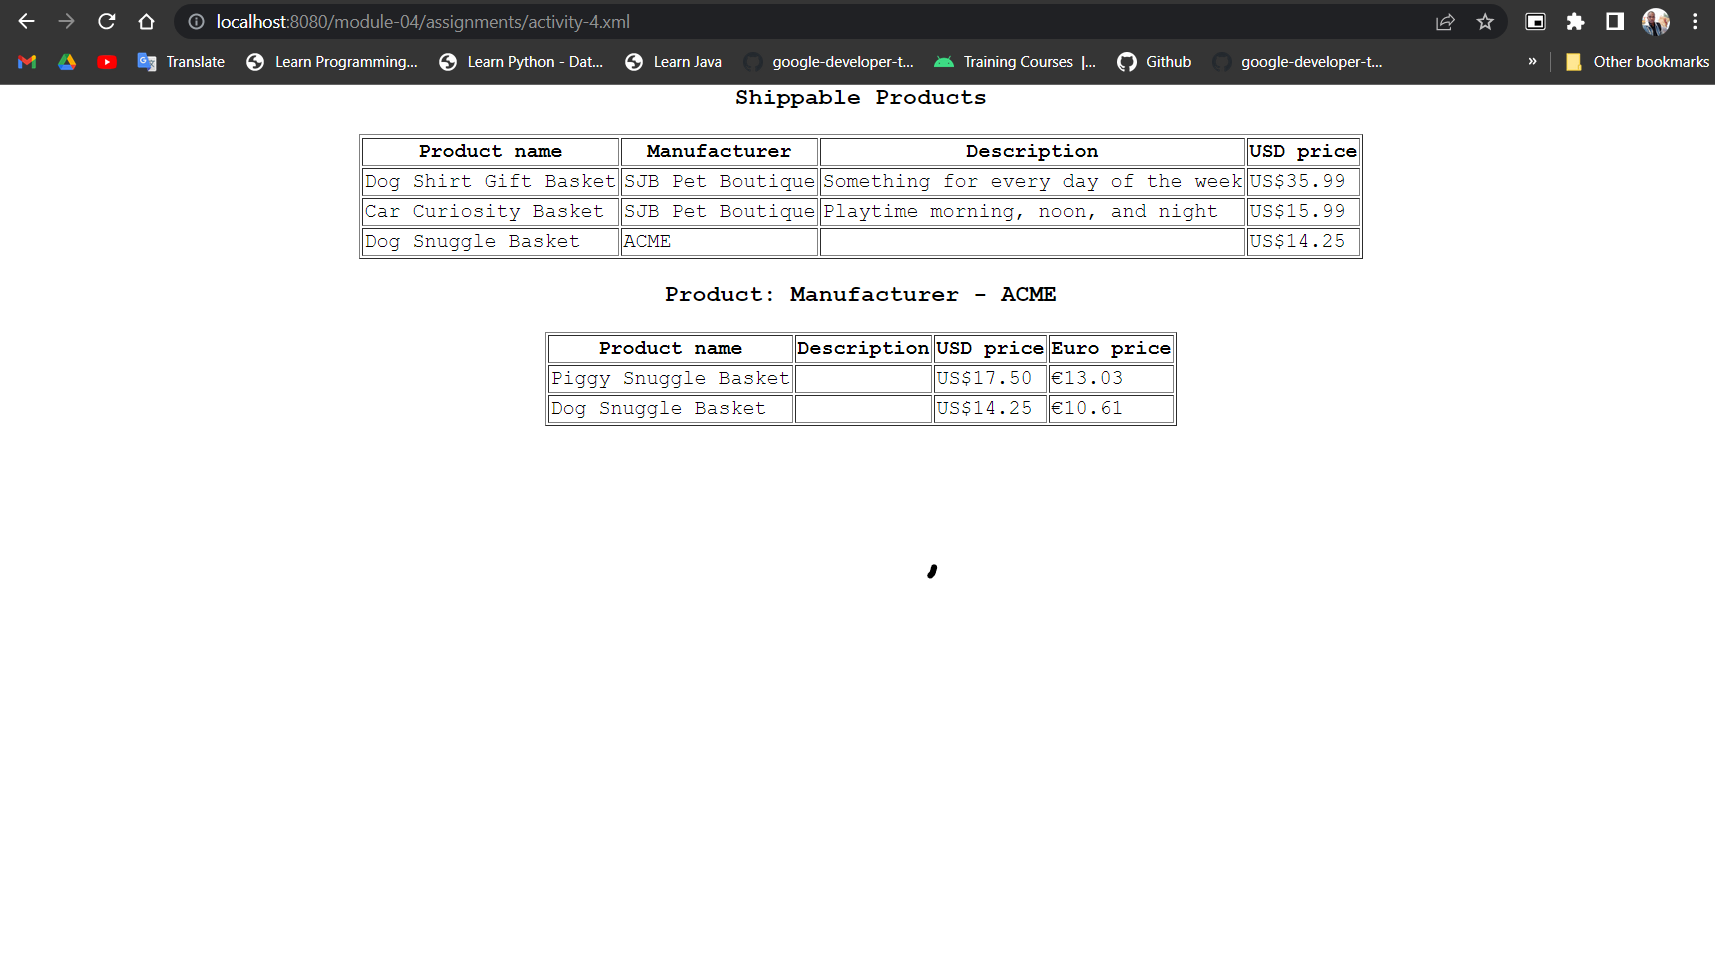 localhost:8080/module-04/assignments/activity-4.xml
Translate Learn Programming... Learn Python - Dat... Learn Java google-developer-t... Training Courses |... Github google-developer-t... » Other bookmarks
Shippable Products
Product name Manufacturer Description USD price
Dog Shirt Gift Basket SJB Pet Boutique Something for every day of the week US$35.99
Car Curiosity Basket SJB Pet Boutique Playtime morning, noon, and night US$15.99
Dog Snuggle Basket ACME US$14.25
Product: Manufacturer - ACME
Product name Description USD price Euro price
Piggy Snuggle Basket US$17.50 €13.03
Dog Snuggle Basket US$14.25 €10.61